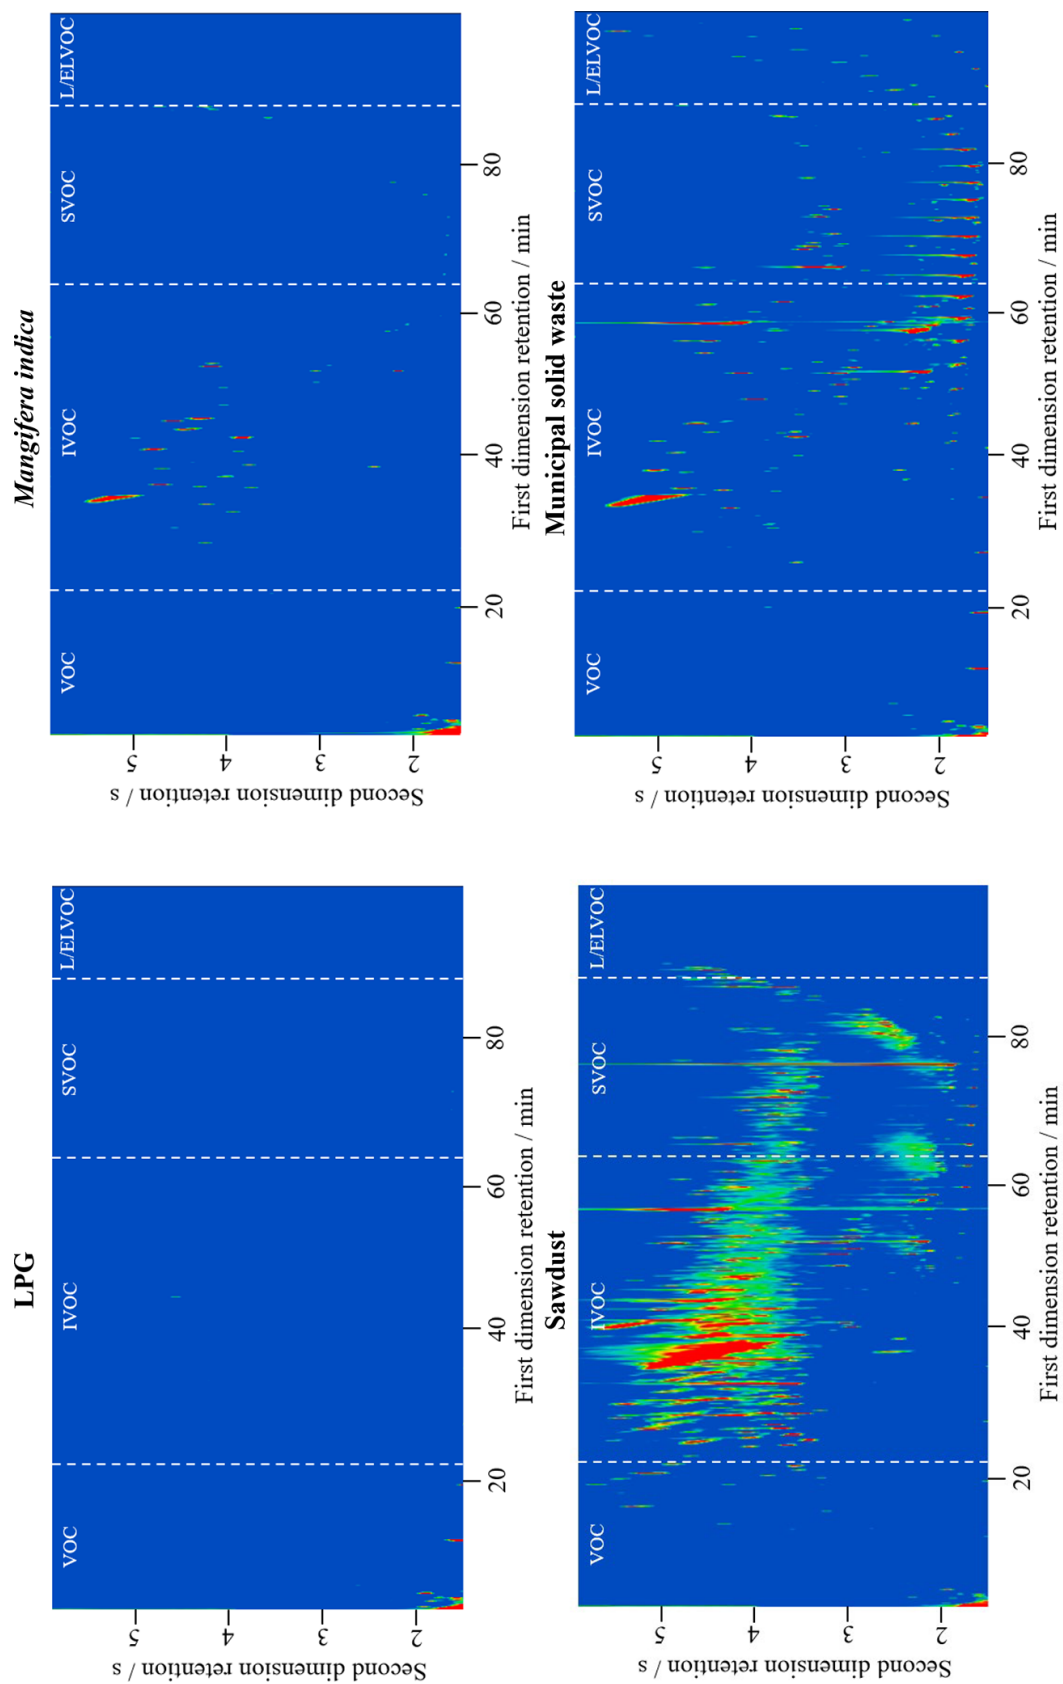 LPG
VOC
IVOC
SVOC
L/ELVOC
5
4
3
2
Second dimension retention / s
20
40
60
80
First dimension retention / min
Mangifera indica
VOC
IVOC
SVOC
L/ELVOC
5
4
3
2
Second dimension retention / s
20
40
60
80
First dimension retention / min
Sawdust
VOC
IVOC
SVOC
L/ELVOC
5
4
3
2
Second dimension retention / s
20
40
60
80
First dimension retention / min
Municipal solid waste
VOC
IVOC
SVOC
L/ELVOC
5
4
3
2
Second dimension retention / s
20
40
60
80
First dimension retention / min